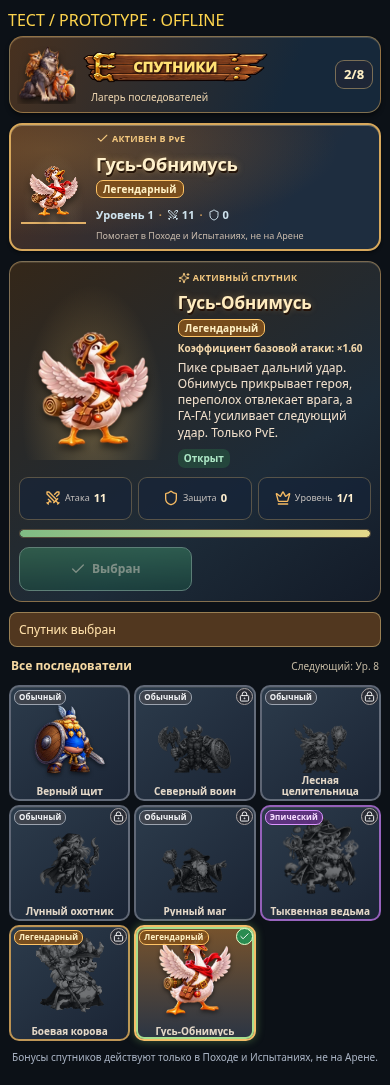 ТЕСТ / PROTOTYPE · OFFLINE
СПУТНИКИ
Лагерь последователей
2/8
АКТИВЕН В PvE
Гусь-Обнимусь
Легендарный
Уровень 1 · 11 · 0
Помогает в Походе и Испытаниях, не на Арене
АКТИВНЫЙ СПУТНИК
Гусь-Обнимусь
Легендарный
Коэффициент базовой атаки: ×1.60
Пике срывает дальний удар.
Обнимусь прикрывает героя,
переполох отвлекает врага, а
ГА-ГА! усиливает следующий
удар. Только PvE.
Открыт
Атака 11
Защита 0
Уровень 1/1
Выбран
Спутник выбран
Все последователи
Следующий: Ур. 8
Обычный
Верный щит
Обычный
Северный воин
Обычный
Лесная
целительница
Обычный
Лунный охотник
Обычный
Рунный маг
Эпический
Тыквенная ведьма
Легендарный
Боевая корова
Легендарный
Гусь-Обнимусь
Бонусы спутников действуют только в Походе и Испытаниях, не на Арене.